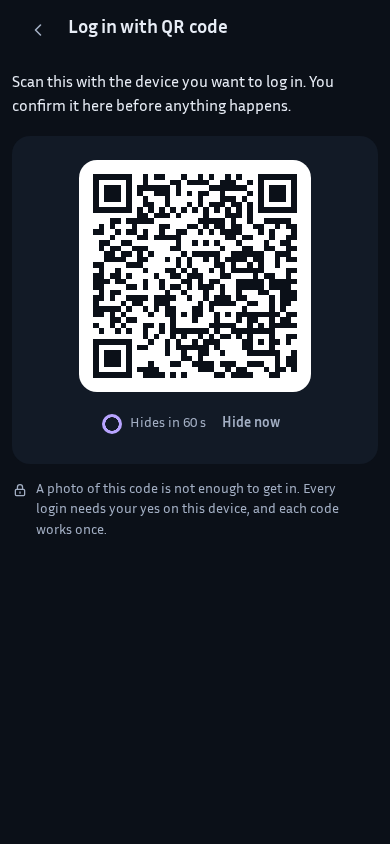 Log in with QR code
Scan this with the device you want to log in. You
confirm it here before anything happens.
Hides in 60 s Hide now
A photo of this code is not enough to get in. Every
login needs your yes on this device, and each code
works once.